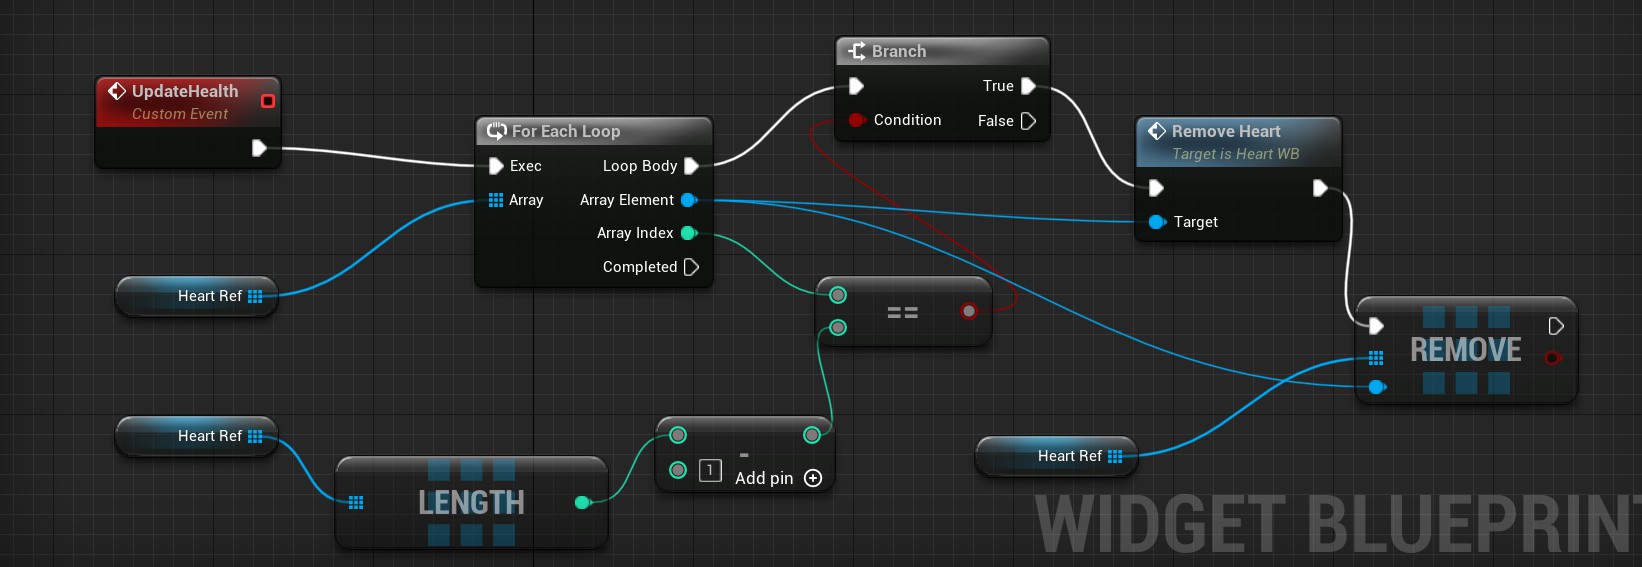 Branch
UpdateHealth
Custom Event
True
Condition
False
For Each Loop
Exec
Loop Body
Array
Array Element
Array Index
Completed
Remove Heart
Target is Heart WB
Target
Heart Ref
==
REMOVE
Heart Ref
LENGTH
-
1
Add pin
Heart Ref
WIDGET BLUEPRINT